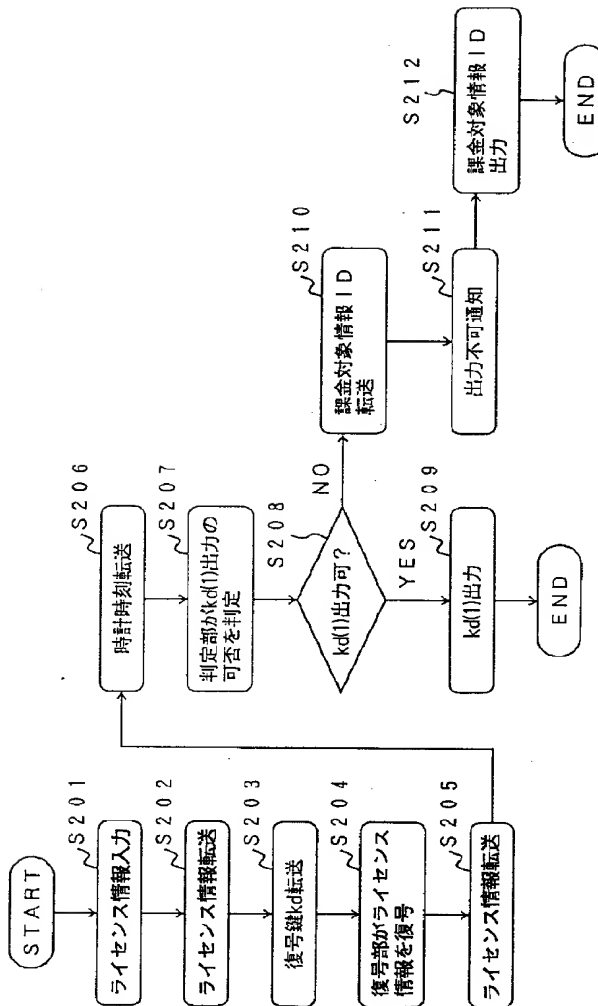 START
S201
ライセンス情報入力
S202
ライセンス情報転送
S203
復号鍵kd転送
S204
復号部がライセンス
情報を復号
S205
ライセンス情報転送
S206
時計時刻転送
S207
判定部がkd(1)出力の
可否を判定
S208
kd(1)出力可?
YES
NO
S209
kd(1)出力
END
S210
課金対象情報ID
転送
S211
出力不可通知
S212
課金対象情報ID
出力
END